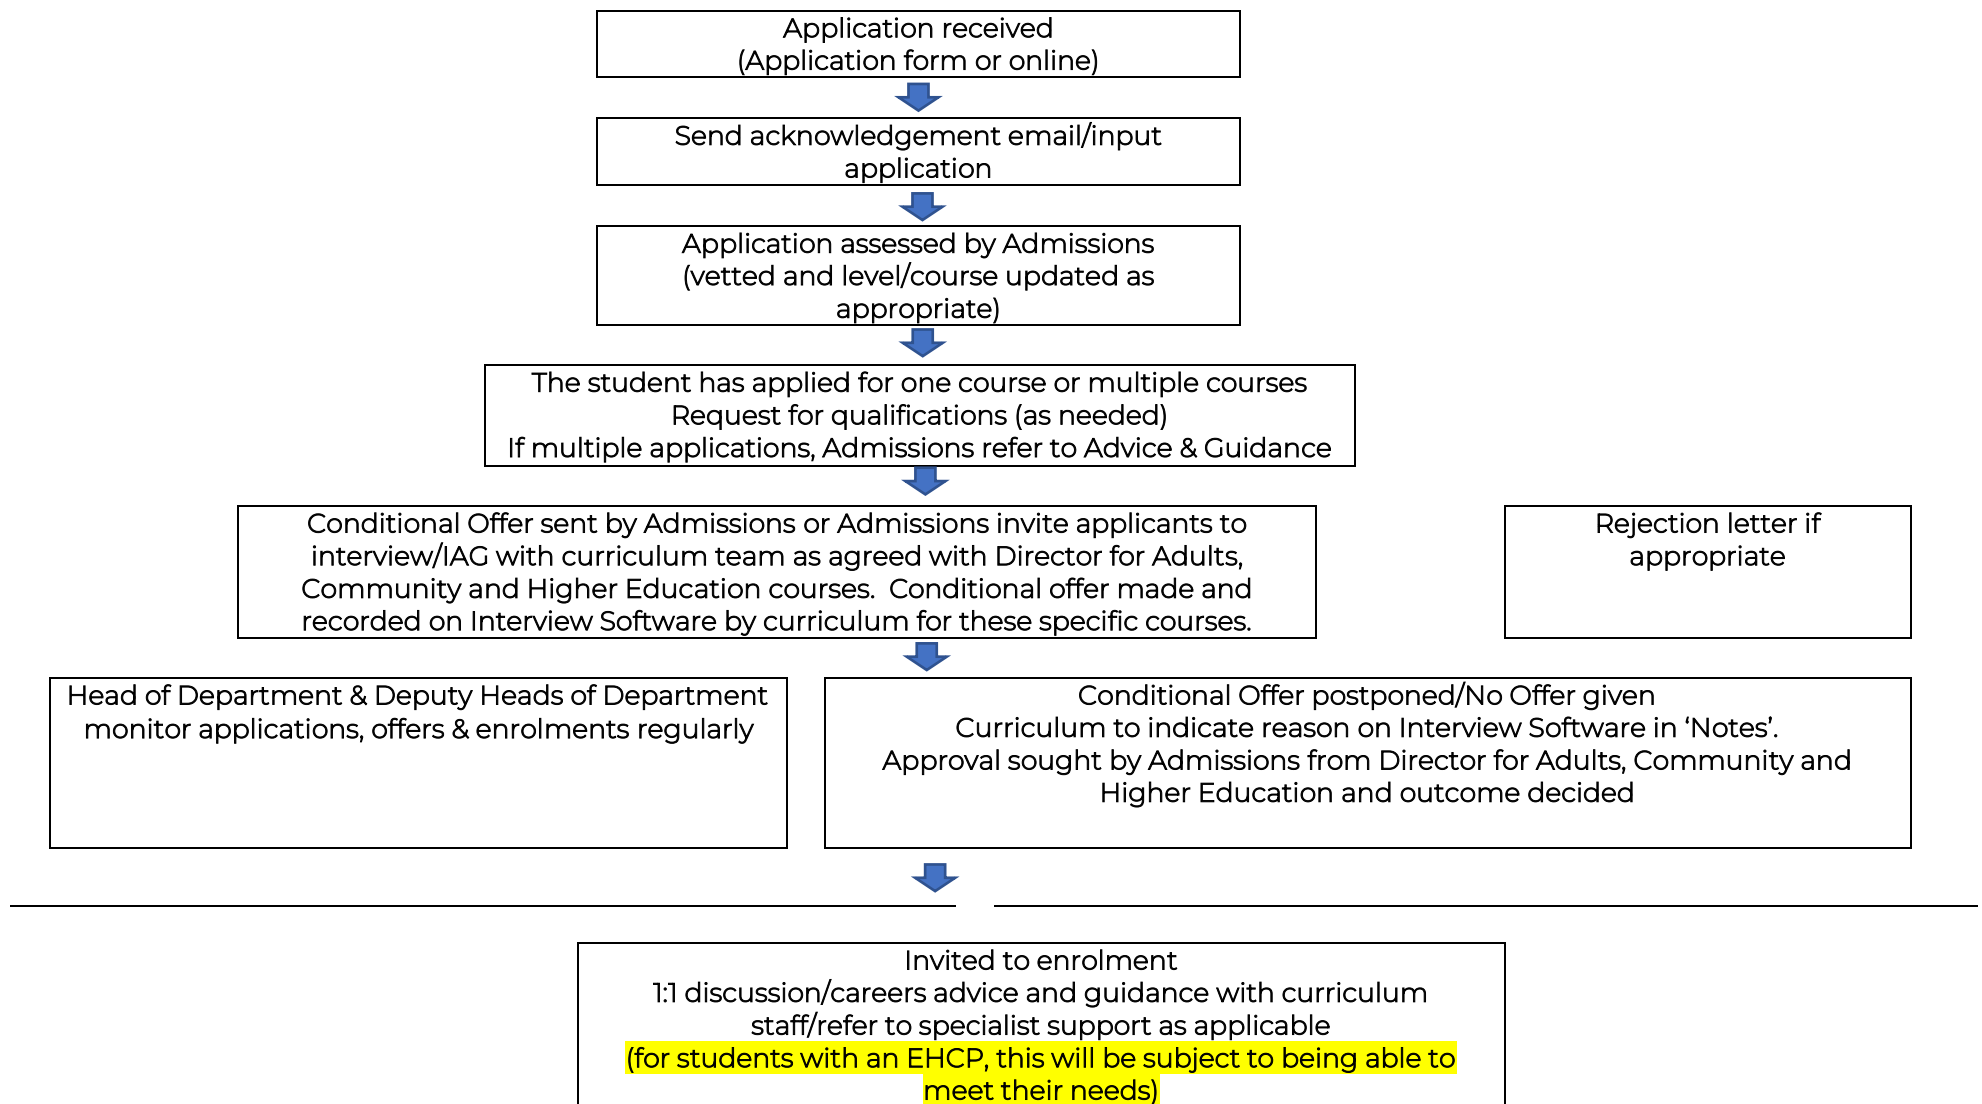 Application received
(Application form or online)
Send acknowledgement email/input
application
Application assessed by Admissions
(vetted and level/course updated as
appropriate)
The student has applied for one course or multiple courses
Request for qualifications (as needed)
If multiple applications, Admissions refer to Advice & Guidance
Conditional Offer sent by Admissions or Admissions invite applicants to
interview/IAG with curriculum team as agreed with Director for Adults,
Community and Higher Education courses.  Conditional offer made and
recorded on Interview Software by curriculum for these specific courses.
Rejection letter if
appropriate
Head of Department & Deputy Heads of Department
monitor applications, offers & enrolments regularly
Conditional Offer postponed/No Offer given
Curriculum to indicate reason on Interview Software in ‘Notes’.
Approval sought by Admissions from Director for Adults, Community and
Higher Education and outcome decided
Invited to enrolment
1:1 discussion/careers advice and guidance with curriculum
staff/refer to specialist support as applicable
(for students with an EHCP, this will be subject to being able to
meet their needs)